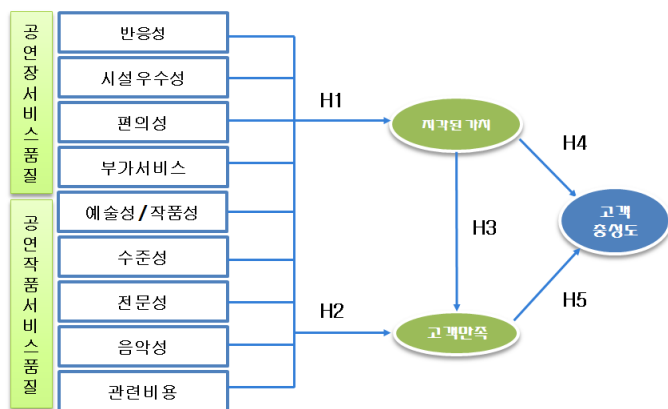 공연장서비스품질
반응성
시설우수성
편의성
부가서비스
공연작품서비스품질
예술성/작품성
수준성
전문성
음악성
관련비용
H1
H2
지각된가치
H3
고객만족
H4
H5
고객
충성도